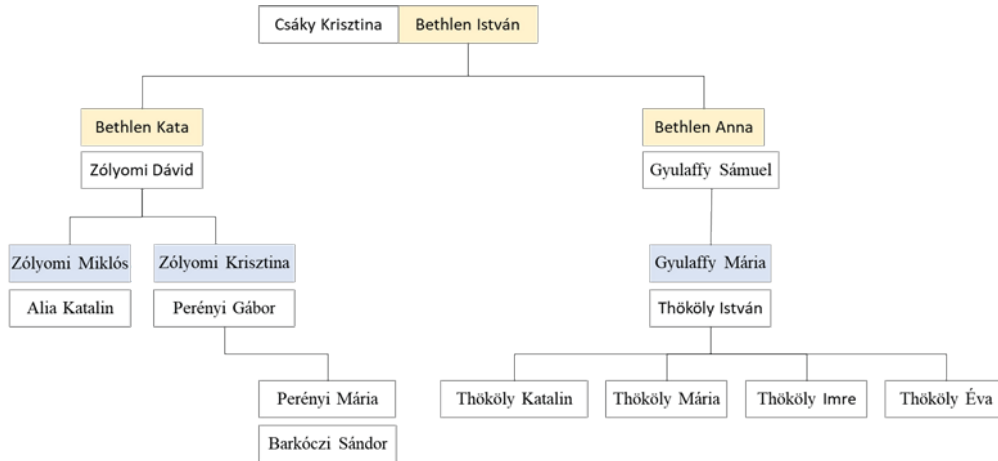 Csáky Krisztina
Bethlen István
Bethlen Kata
Bethlen Anna
Zólyomi Dávid
Gyulaffy Sámuel
Zólyomi Miklós
Zólyomi Krisztina
Gyulaffy Mária
Alia Katalin
Perényi Gábor
Thököly István
Perényi Mária
Thököly Katalin
Thököly Mária
Thököly Imre
Thököly Éva
Barkóczi Sándor